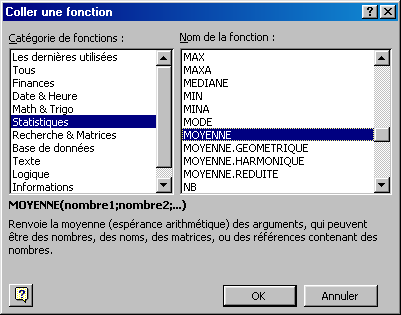 Coller une fonction
Catégorie de fonctions :
Nom de la fonction :
Les dernières utilisées
Tous
Finances
Date & Heure
Math & Trigo
Statistiques
Recherche & Matrices
Base de données
Texte
Logique
Informations
MAX
MAXA
MEDIANE
MIN
MINA
MODE
MOYENNE
MOYENNE.GEOMETRIQUE
MOYENNE.HARMONIQUE
MOYENNE.REDUITE
NB
MOYENNE(nombre1;nombre2;...)
Renvoie la moyenne (espérance arithmétique) des arguments, qui peuvent
être des nombres, des noms, des matrices, ou des références contenant des
nombres.
OK
Annuler